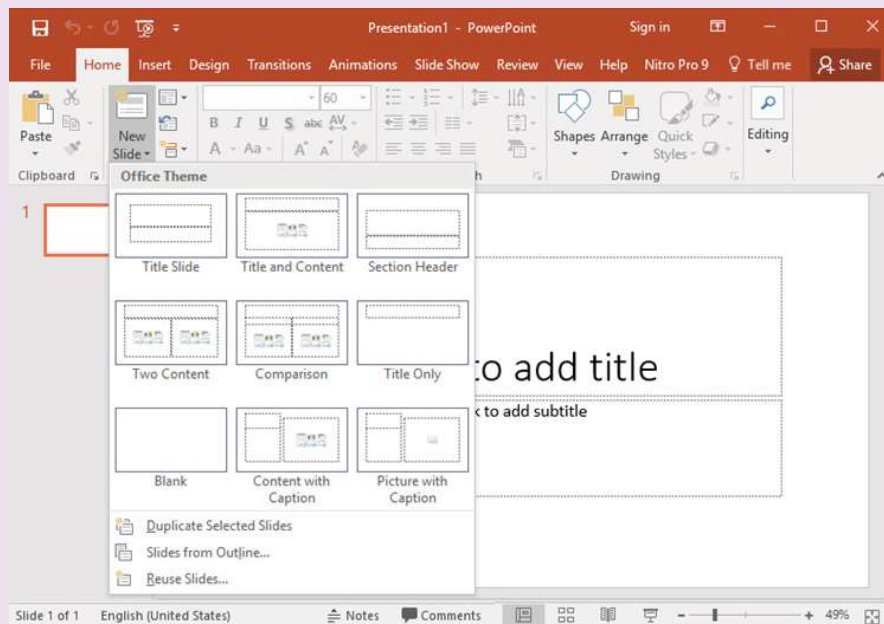 Presentation1 - PowerPoint Sign in
File Home Insert Design Transitions Animations Slide Show Review View Help Nitro Pro 9 Tell me Share
60
Paste
New
Slide
B I U S abc AV
A Aa A A
Shapes Arrange Quick
Styles
Editing
Clipboard
h
Drawing
Office Theme
1
Title Slide Title and Content Section Header
Two Content Comparison Title Only
to add title
k to add subtitle
Blank Content with
Caption Picture with
Caption
Duplicate Selected Slides
Slides from Outline...
Reuse Slides...
Slide 1 of 1 English (United States) Notes Comments 49%